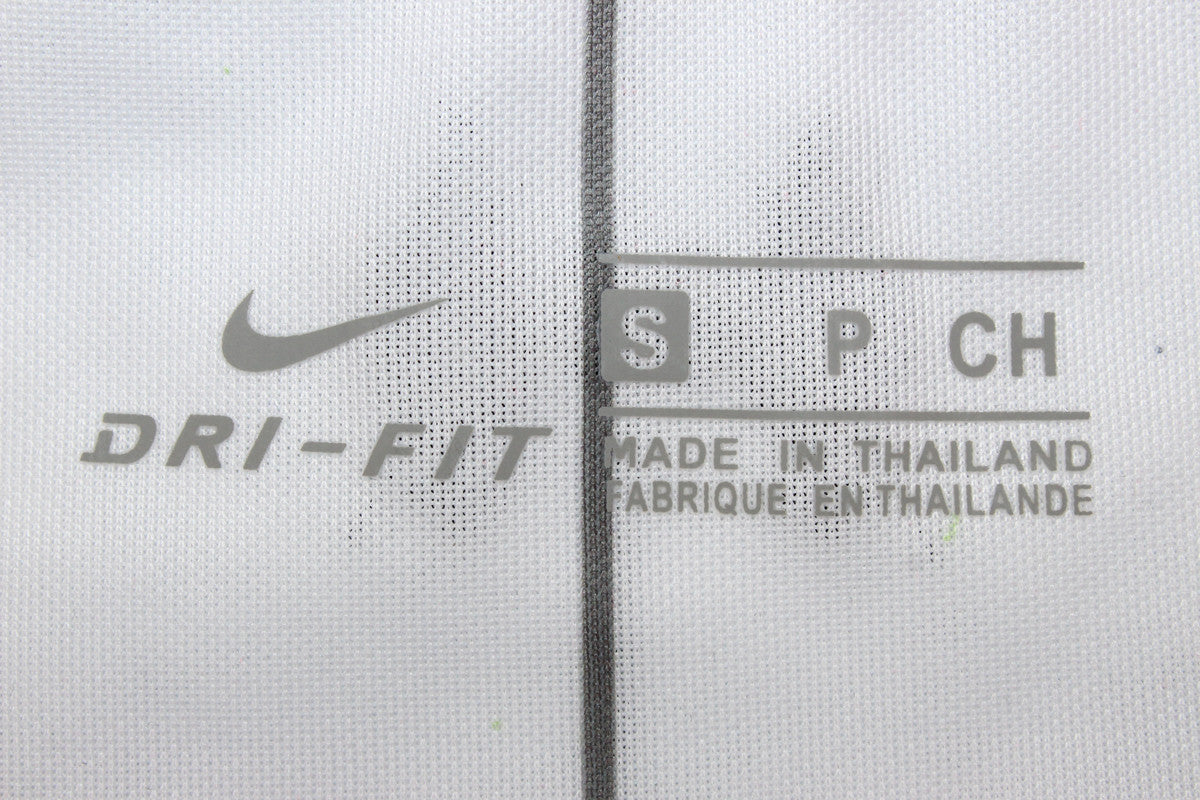 DRI-FIT
S P CH
MADE IN THAILAND
FABRIQUE EN THAILANDE